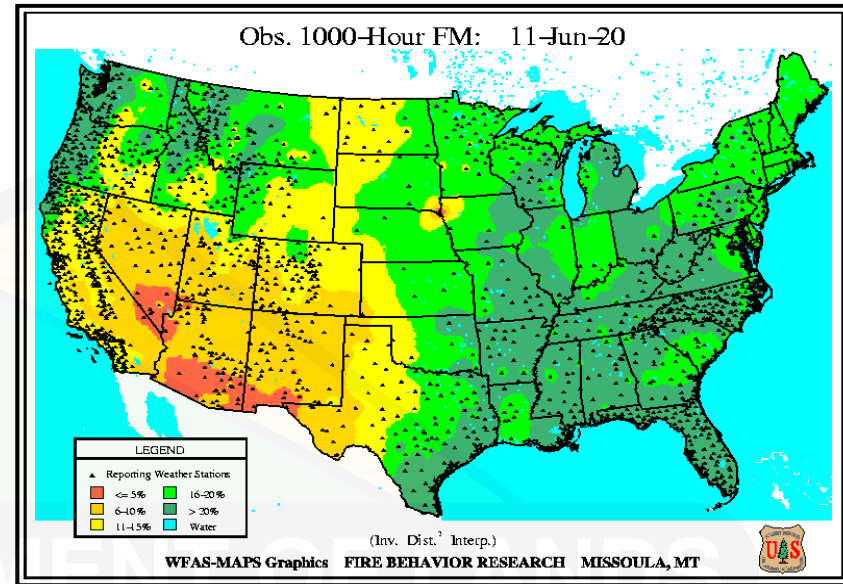 Obs. 1000-Hour FM: 11-Jun-20
LEGEND
Reporting Weather Stations
<= 5% 16-20%
6-10% > 20%
11-15% Water
(Inv. Dist.² Interp.)
WFAS-MAPS Graphics FIRE BEHAVIOR RESEARCH MISSOULA, MT
UAS